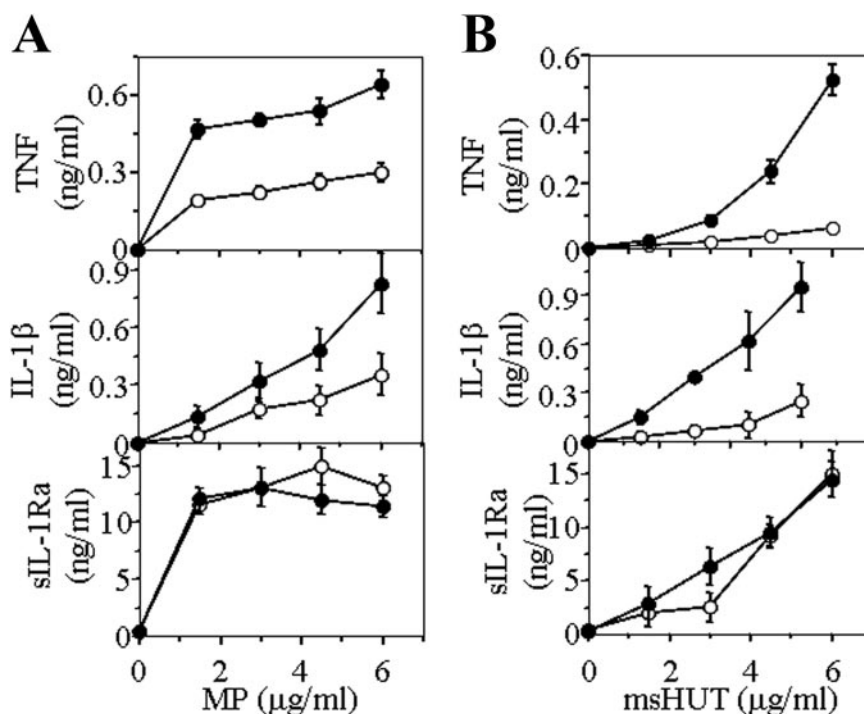 A
TNF
(ng/ml)
0.6
0.3
0
IL-1β
(ng/ml)
0.9
0.6
0.3
0
sIL-1Ra
(ng/ml)
15
10
5
0
0 2 4 6
MP (μg/ml)
B
TNF
(ng/ml)
0.6
0.4
0.2
0
IL-1β
(ng/ml)
0.9
0.6
0.3
0
sIL-1Ra
(ng/ml)
15
10
5
0
0 2 4 6
msHUT (μg/ml)